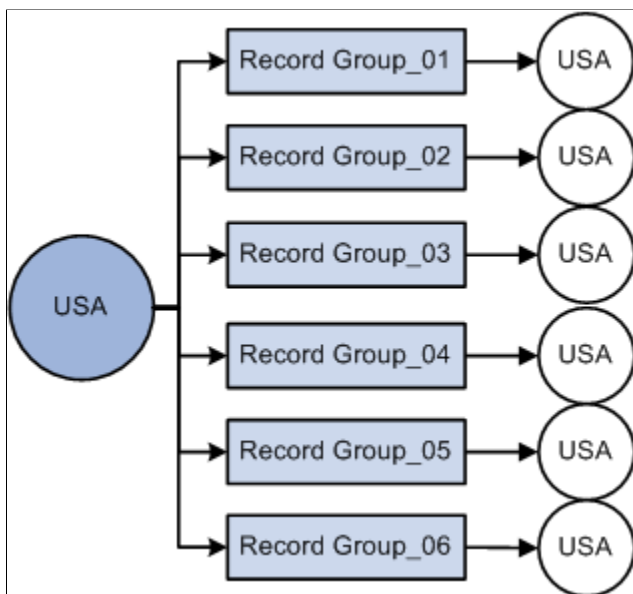 USA
Record Group_01
USA
Record Group_02
USA
Record Group_03
USA
Record Group_04
USA
Record Group_05
USA
Record Group_06
USA